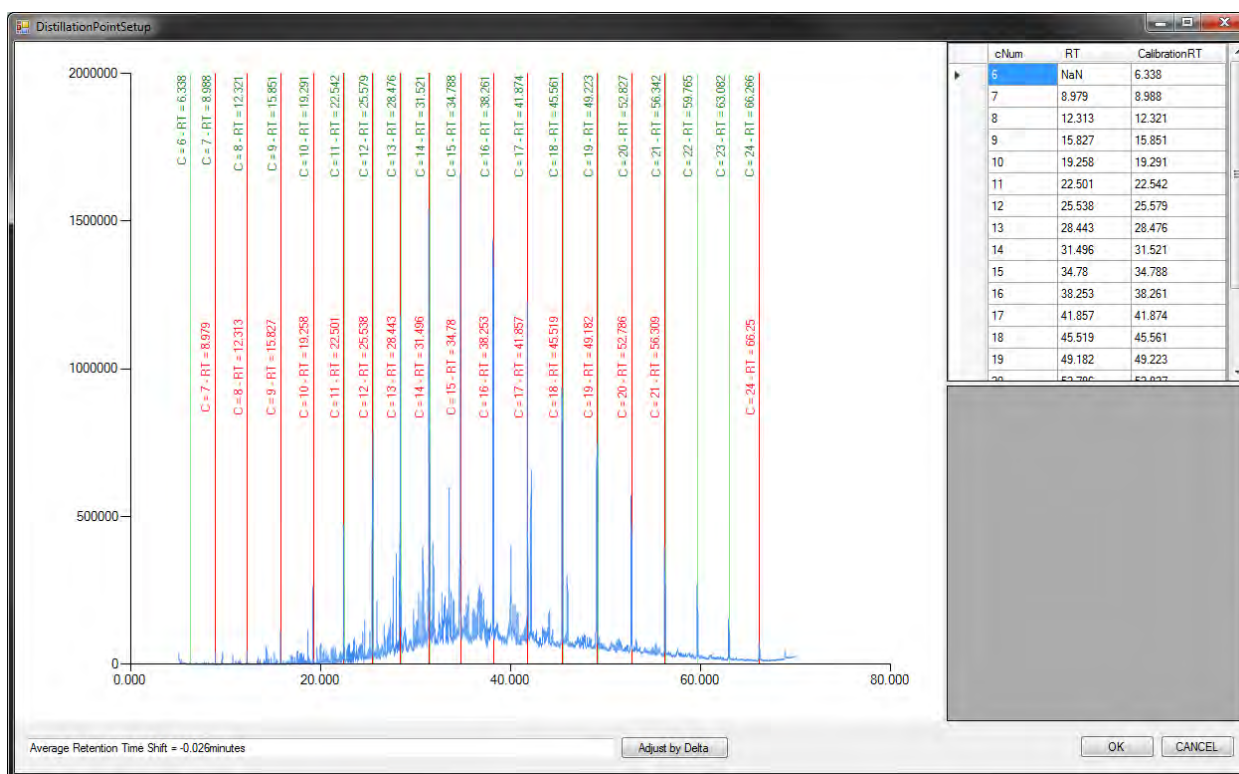 DistillationPointSetup
2000000
1500000
1000000
500000
0
0.000
20.000
40.000
60.000
80.000
C = 6 - RT = 6.338
C = 7 - RT = 8.988
C = 8 - RT = 12.321
C = 9 - RT = 15.851
C = 10 - RT = 19.291
C = 11 - RT = 22.542
C = 12 - RT = 25.579
C = 13 - RT = 28.476
C = 14 - RT = 31.521
C = 15 - RT = 34.788
C = 16 - RT = 38.261
C = 17 - RT = 41.874
C = 18 - RT = 45.561
C = 19 - RT = 49.223
C = 20 - RT = 52.827
C = 21 - RT = 56.342
C = 22 - RT = 59.765
C = 23 - RT = 63.082
C = 24 - RT = 66.266
C = 7 - RT = 8.979
C = 8 - RT = 12.313
C = 9 - RT = 15.827
C = 10 - RT = 19.258
C = 11 - RT = 22.501
C = 12 - RT = 25.538
C = 13 - RT = 28.443
C = 14 - RT = 31.496
C = 15 - RT = 34.78
C = 16 - RT = 38.253
C = 17 - RT = 41.857
C = 18 - RT = 45.519
C = 19 - RT = 49.182
C = 20 - RT = 52.786
C = 21 - RT = 56.309
C = 24 - RT = 66.25
cNum RT CalibrationRT
6 NaN 6.338
7 8.979 8.988
8 12.313 12.321
9 15.827 15.851
10 19.258 19.291
11 22.501 22.542
12 25.538 25.579
13 28.443 28.476
14 31.496 31.521
15 34.78 34.788
16 38.253 38.261
17 41.857 41.874
18 45.519 45.561
19 49.182 49.223
20 52.786 52.827
Average Retention Time Shift = -0.026minutes
Adjust by Delta
OK
CANCEL